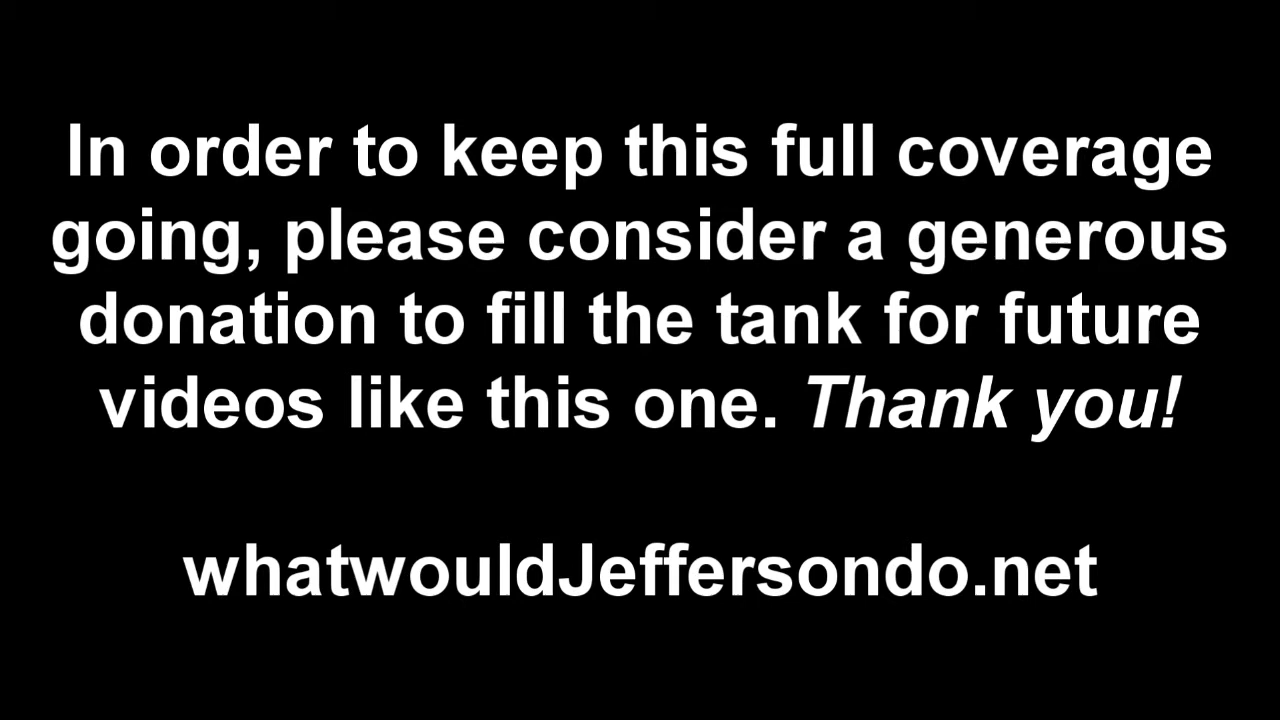 In order to keep this full coverage
going, please consider a generous
donation to fill the tank for future
videos like this one. Thank you!
whatwouldJeffersondo.net